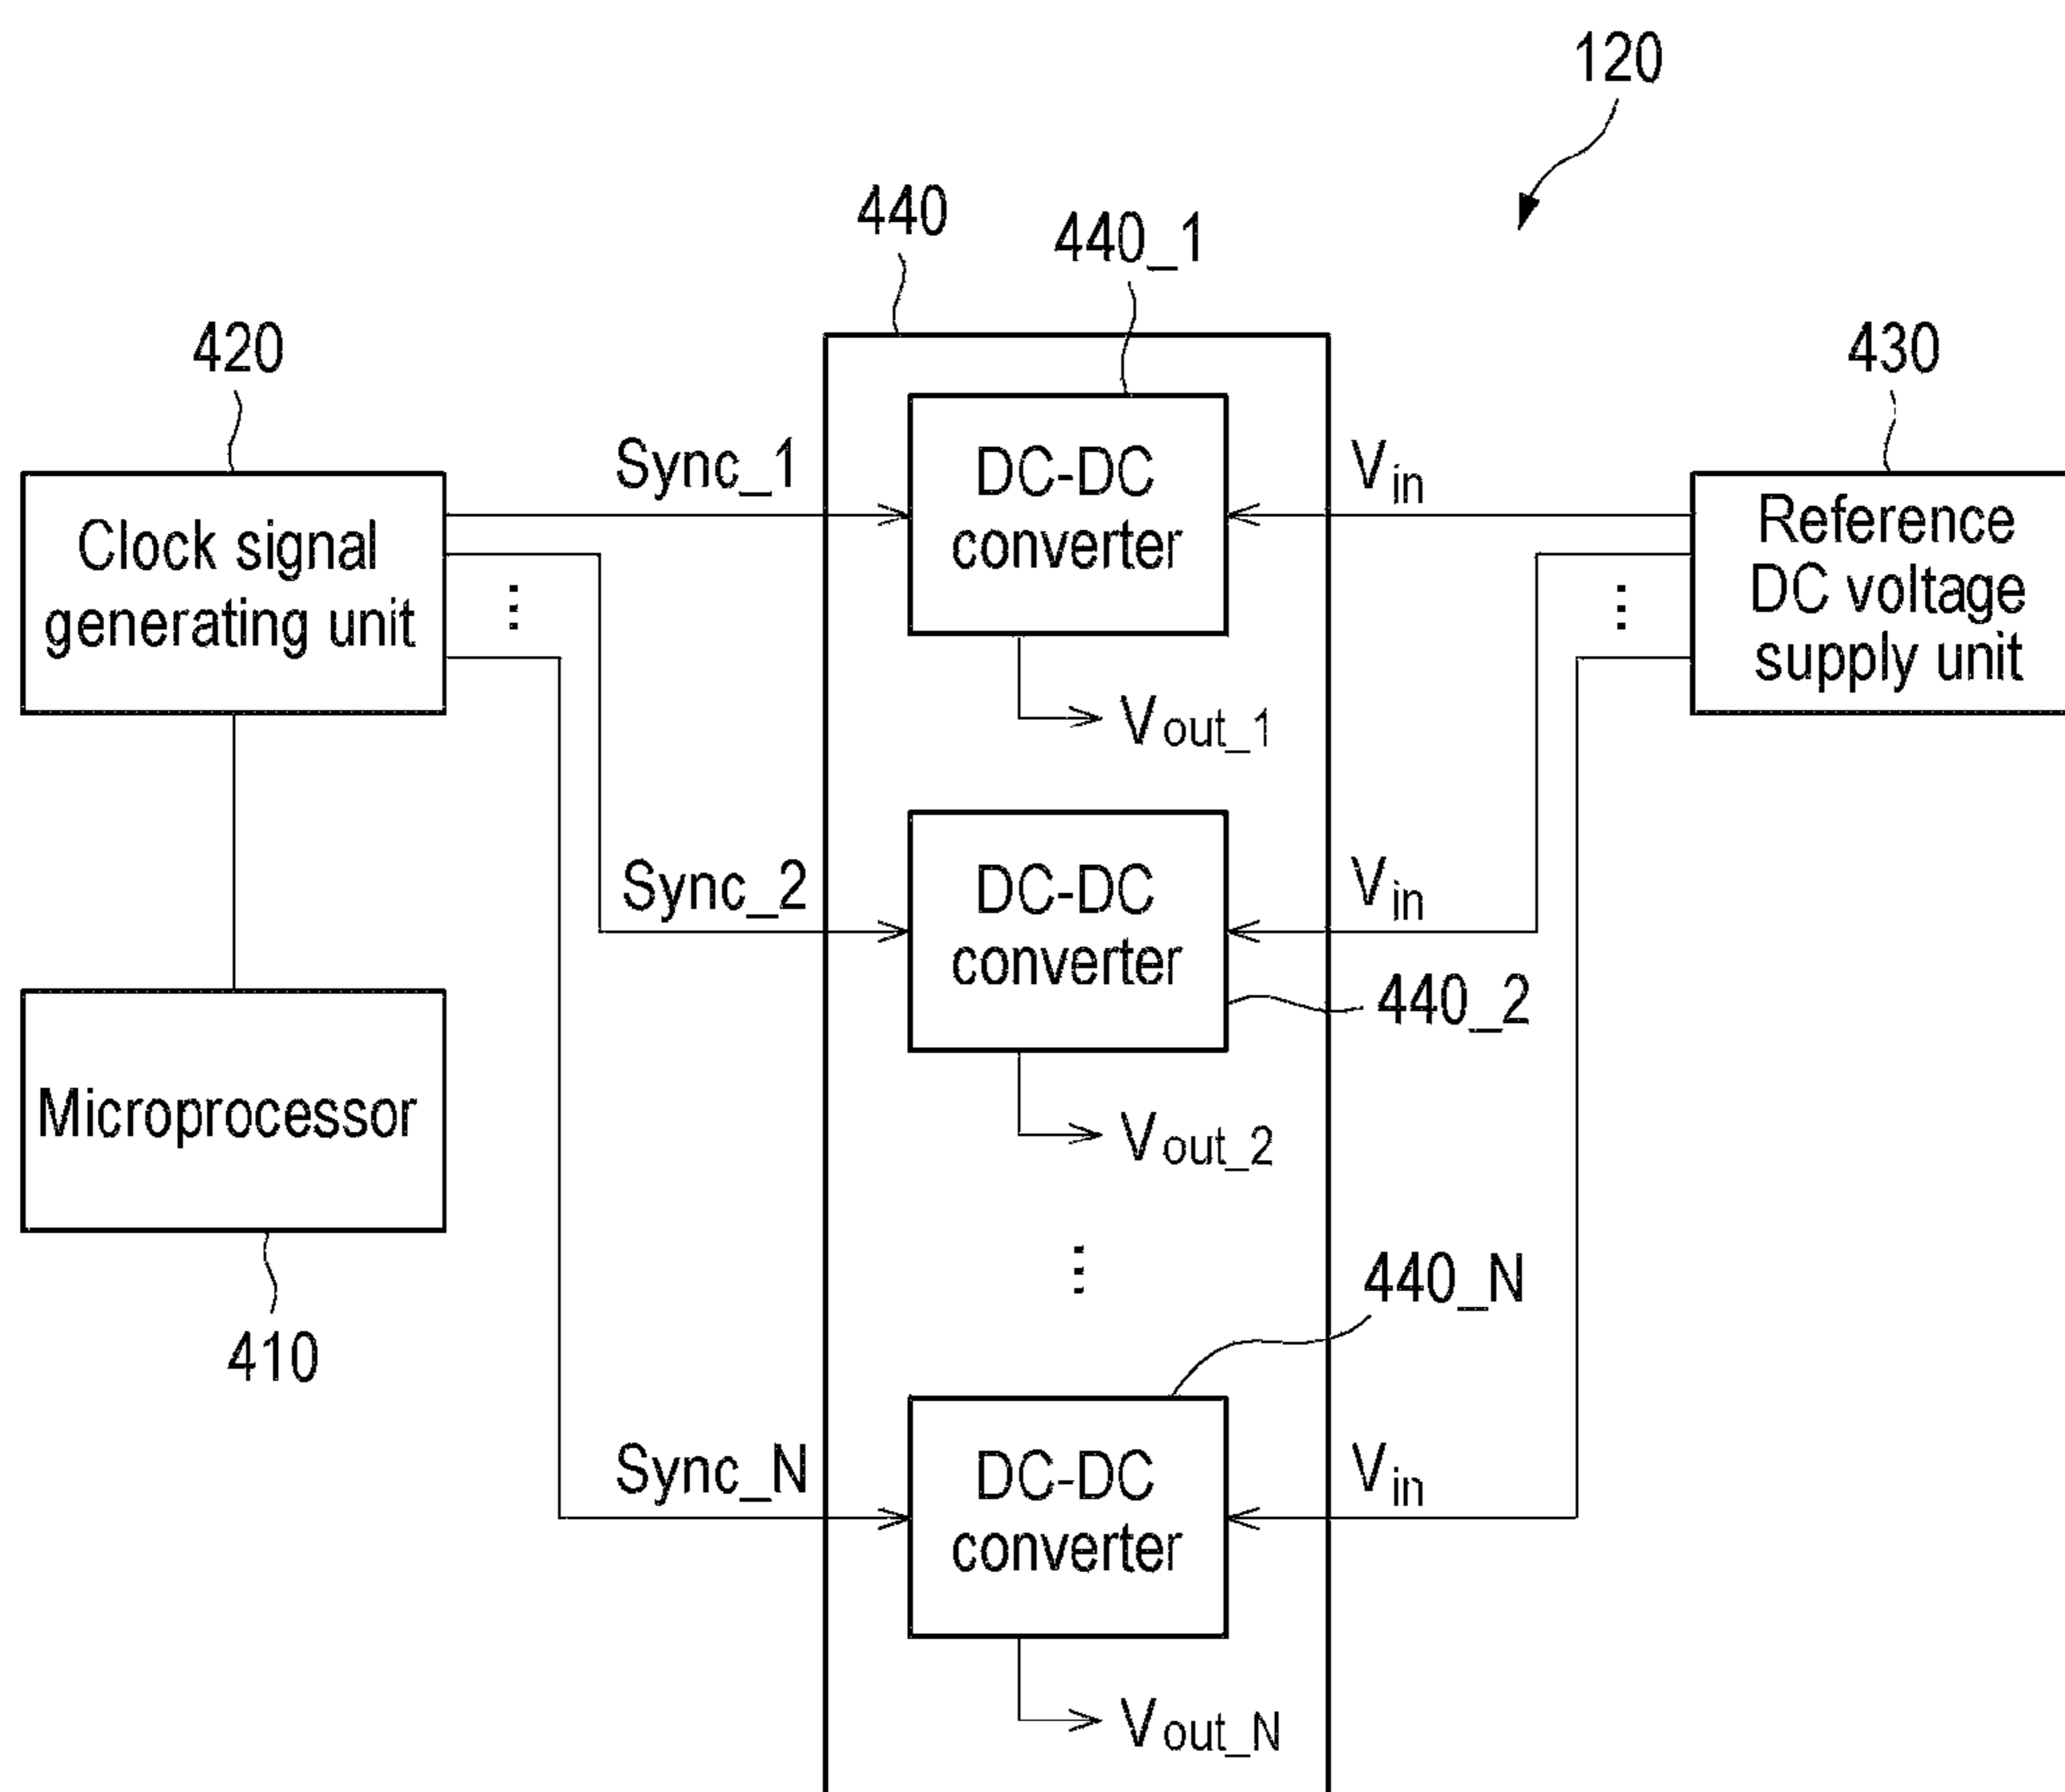 120
440
440_1
420
430
Sync_1
DC-DC
converter
Vin
Clock signal
generating unit
Reference
DC voltage
supply unit
⋮
⋮
Vout_1
Sync_2
DC-DC
converter
Vin
440_2
Microprocessor
Vout_2
410
⋮
440_N
Sync_N
DC-DC
converter
Vin
Vout_N